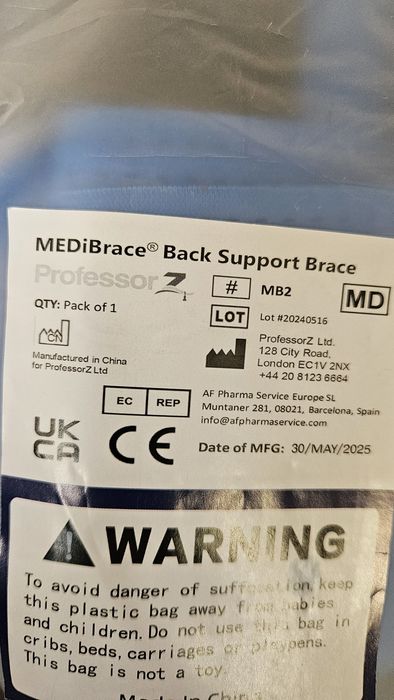 MEDiBrace® Back Support Brace
ProfessorZ
# MB2 MD
QTY: Pack of 1
LOT Lot #20240516
CN
Manufactured in China
for ProfessorZ Ltd
ProfessorZ Ltd.
128 City Road,
London EC1V 2NX
+44 20 8123 6664
EC REP
AF Pharma Service Europe SL
Muntaner 281, 08021, Barcelona, Spain
info@afpharmaservice.com
UK
CA
CE
Date of MFG: 30/MAY/2025
WARNING
To avoid danger of suffocation, keep
this plastic bag away from babies
and children. Do not use this bag in
cribs, beds, carriages or playpens.
This bag is not a toy.
Made In China